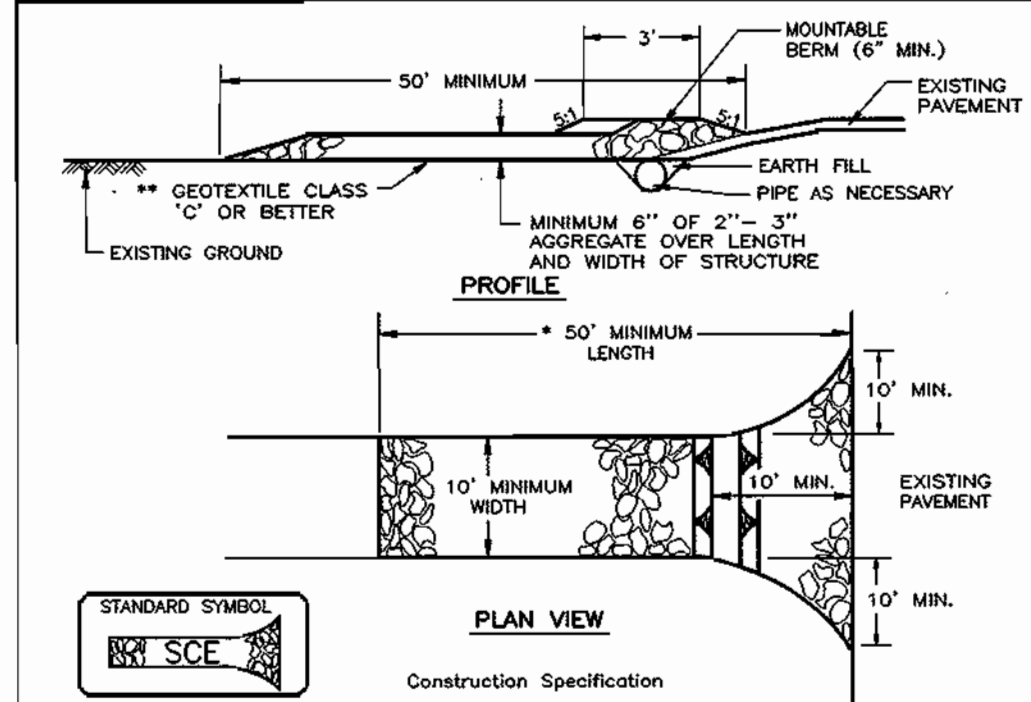 3'
MOUNTABLE
BERM (6" MIN.)
50' MINIMUM
EXISTING
PAVEMENT
5:1
5:1
EARTH FILL
** GEOTEXTILE CLASS
'C' OR BETTER
PIPE AS NECESSARY
MINIMUM 6" OF 2"- 3"
AGGREGATE OVER LENGTH
AND WIDTH OF STRUCTURE
EXISTING GROUND
PROFILE
* 50' MINIMUM
LENGTH
10' MIN.
10' MINIMUM
WIDTH
10' MIN.
EXISTING
PAVEMENT
10' MIN.
STANDARD SYMBOL
SCE
PLAN VIEW
Construction Specification